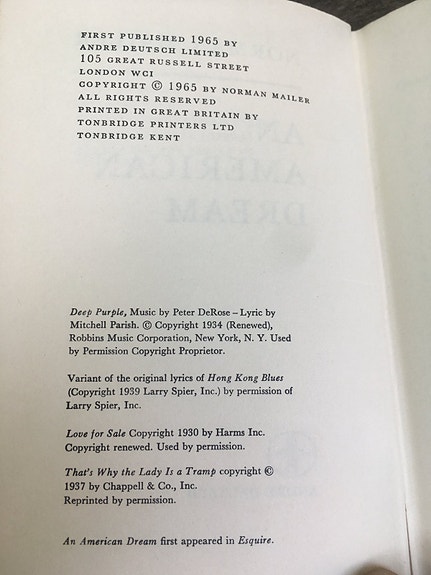 FIRST PUBLISHED 1965 BY
ANDRE DEUTSCH LIMITED
105 GREAT RUSSELL STREET
LONDON WCI
COPYRIGHT © 1965 BY NORMAN MAILER
ALL RIGHTS RESERVED
PRINTED IN GREAT BRITAIN BY
TONBRIDGE PRINTERS LTD
TONBRIDGE KENT
AN
AMERICAN
DREAM
Deep Purple, Music by Peter DeRose – Lyric by
Mitchell Parish. © Copyright 1934 (Renewed),
Robbins Music Corporation, New York, N. Y. Used
by Permission Copyright Proprietor.
Variant of the original lyrics of Hong Kong Blues
(Copyright 1939 Larry Spier, Inc.) by permission of
Larry Spier, Inc.
Love for Sale Copyright 1930 by Harms Inc.
Copyright renewed. Used by permission.
That's Why the Lady Is a Tramp copyright ©
1937 by Chappell & Co., Inc.
Reprinted by permission.
An American Dream first appeared in Esquire.